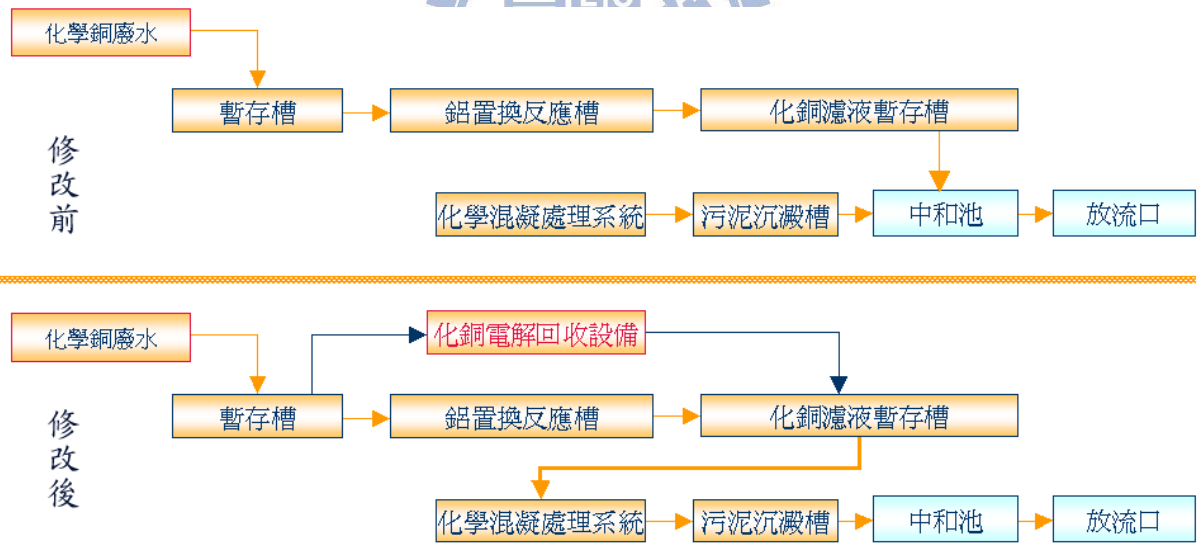 化學銅廢水
暫存槽
鋁置換反應槽
化銅濾液暫存槽
修改前
化學混凝處理系統
污泥沉澱槽
中和池
放流口
化學銅廢水
化銅電解回收設備
暫存槽
鋁置換反應槽
化銅濾液暫存槽
修改後
化學混凝處理系統
污泥沉澱槽
中和池
放流口